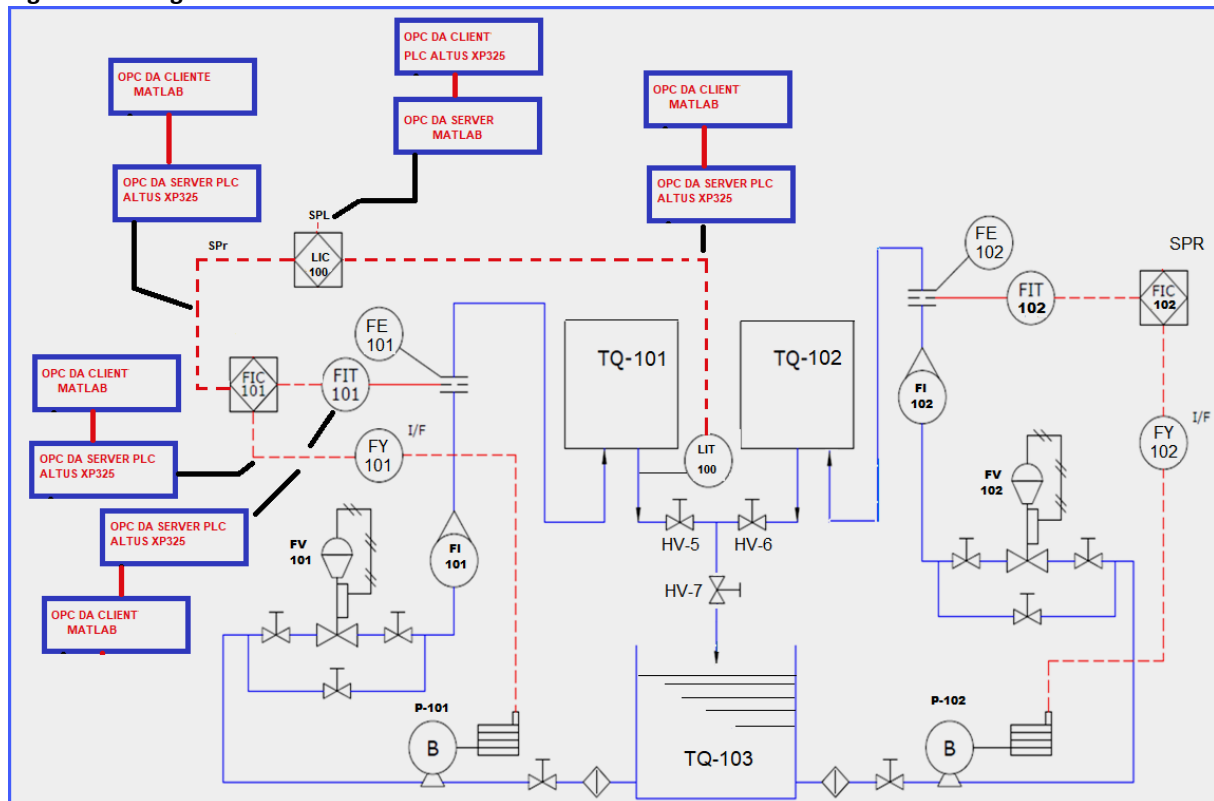 OPC DA CLIENT
PLC ALTUS XP325
OPC DA CLIENTE
MATLAB
OPC DA CLIENT
MATLAB
OPC DA SERVER
MATLAB
OPC DA SERVER PLC
ALTUS XP325
OPC DA SERVER PLC
ALTUS XP325
SPL
SPr
LIC
100
FE
102
SPR
FIT
102
FIC
102
FE
101
TQ-101
TQ-102
OPC DA CLIENT
MATLAB
FIC
101
FIT
101
FI
102
I/F
I/F
FY
101
LIT
100
FY
102
OPC DA SERVER PLC
ALTUS XP325
FV
102
OPC DA SERVER PLC
ALTUS XP325
HV-5
HV-6
FV
101
FI
101
HV-7
OPC DA CLIENT
MATLAB
P-101
P-102
B
B
TQ-103